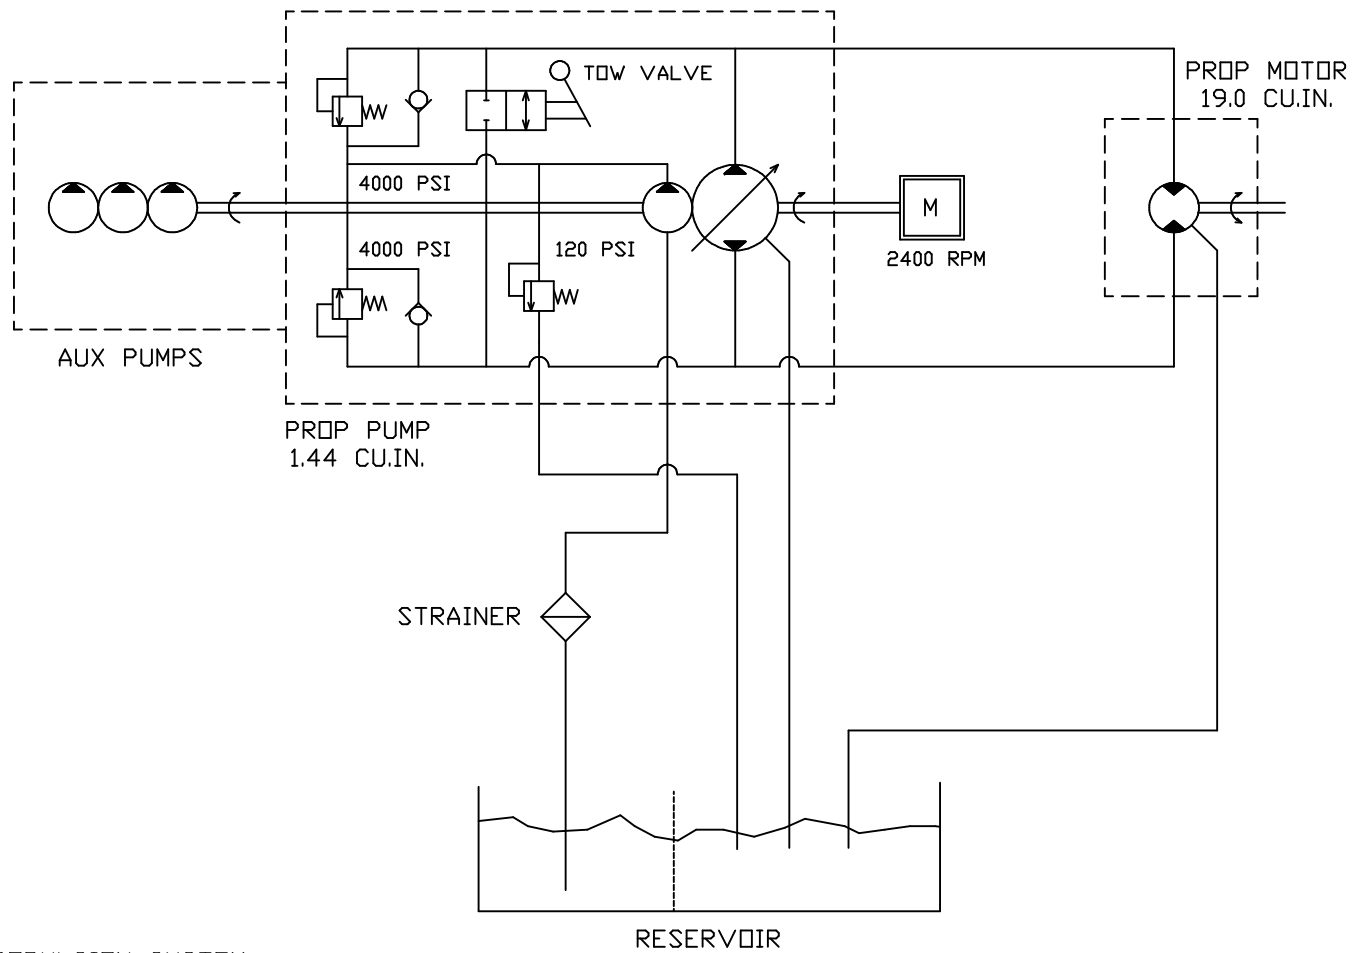 TOW VALVE
PROP MOTOR
19.0 CU.IN.
4000 PSI
M
4000 PSI
120 PSI
2400 RPM
AUX PUMPS
PROP PUMP
1.44 CU.IN.
STRAINER
RESERVOIR